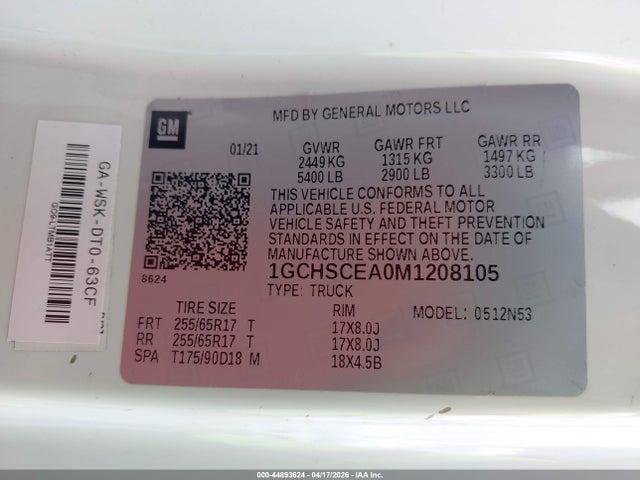 MFD BY GENERAL MOTORS LLC
GM
01/21
GVWR GAWR FRT GAWR RR
2449 KG 1315 KG 1497 KG
5400 LB 2900 LB 3300 LB
THIS VEHICLE CONFORMS TO ALL
APPLICABLE U.S. FEDERAL MOTOR
VEHICLE SAFETY AND THEFT PREVENTION
STANDARDS IN EFFECT ON THE DATE OF
MANUFACTURE SHOWN ABOVE.
8624
1GCHSCEA0M1208105
TYPE: TRUCK
TIRE SIZE RIM MODEL: 0512N53
FRT 255/65R17 T 17X8.0J
RR 255/65R17 T 17X8.0J
SPA T175/90D18 M 18X4.5B
GA-WSK-DT0-63CF
000-44893624 - 04/17/2026 - IAA Inc.